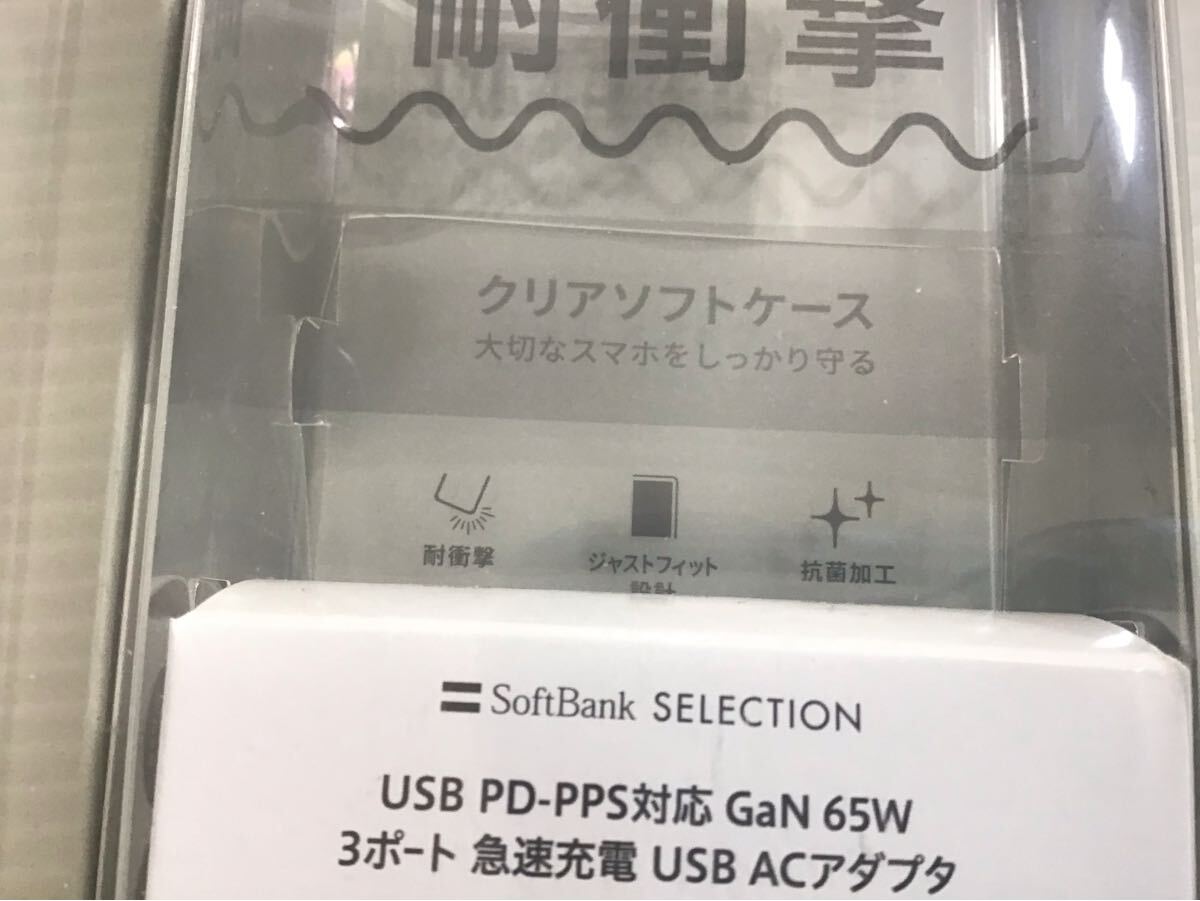 耐衝撃
クリアソフトケース
大切なスマホをしっかり守る
耐衝撃
ジャストフィット
設計
抗菌加工
SoftBank SELECTION
USB PD-PPS対応 GaN 65W
3ポート 急速充電 USB ACアダプタ